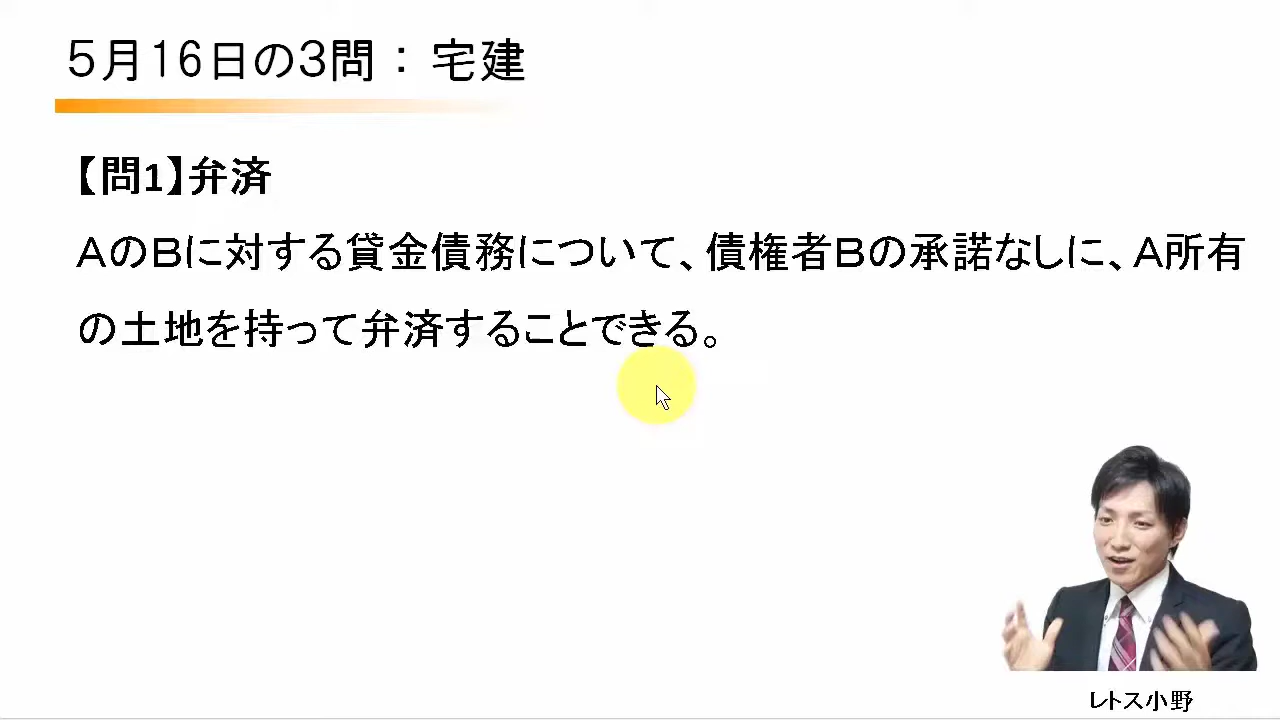 5月16日の3問：宅建
【問1】弁済
ＡのＢに対する貸金債務について、債権者Ｂの承諾なしに、Ａ所有
の土地を持って弁済することできる。
レトス小野